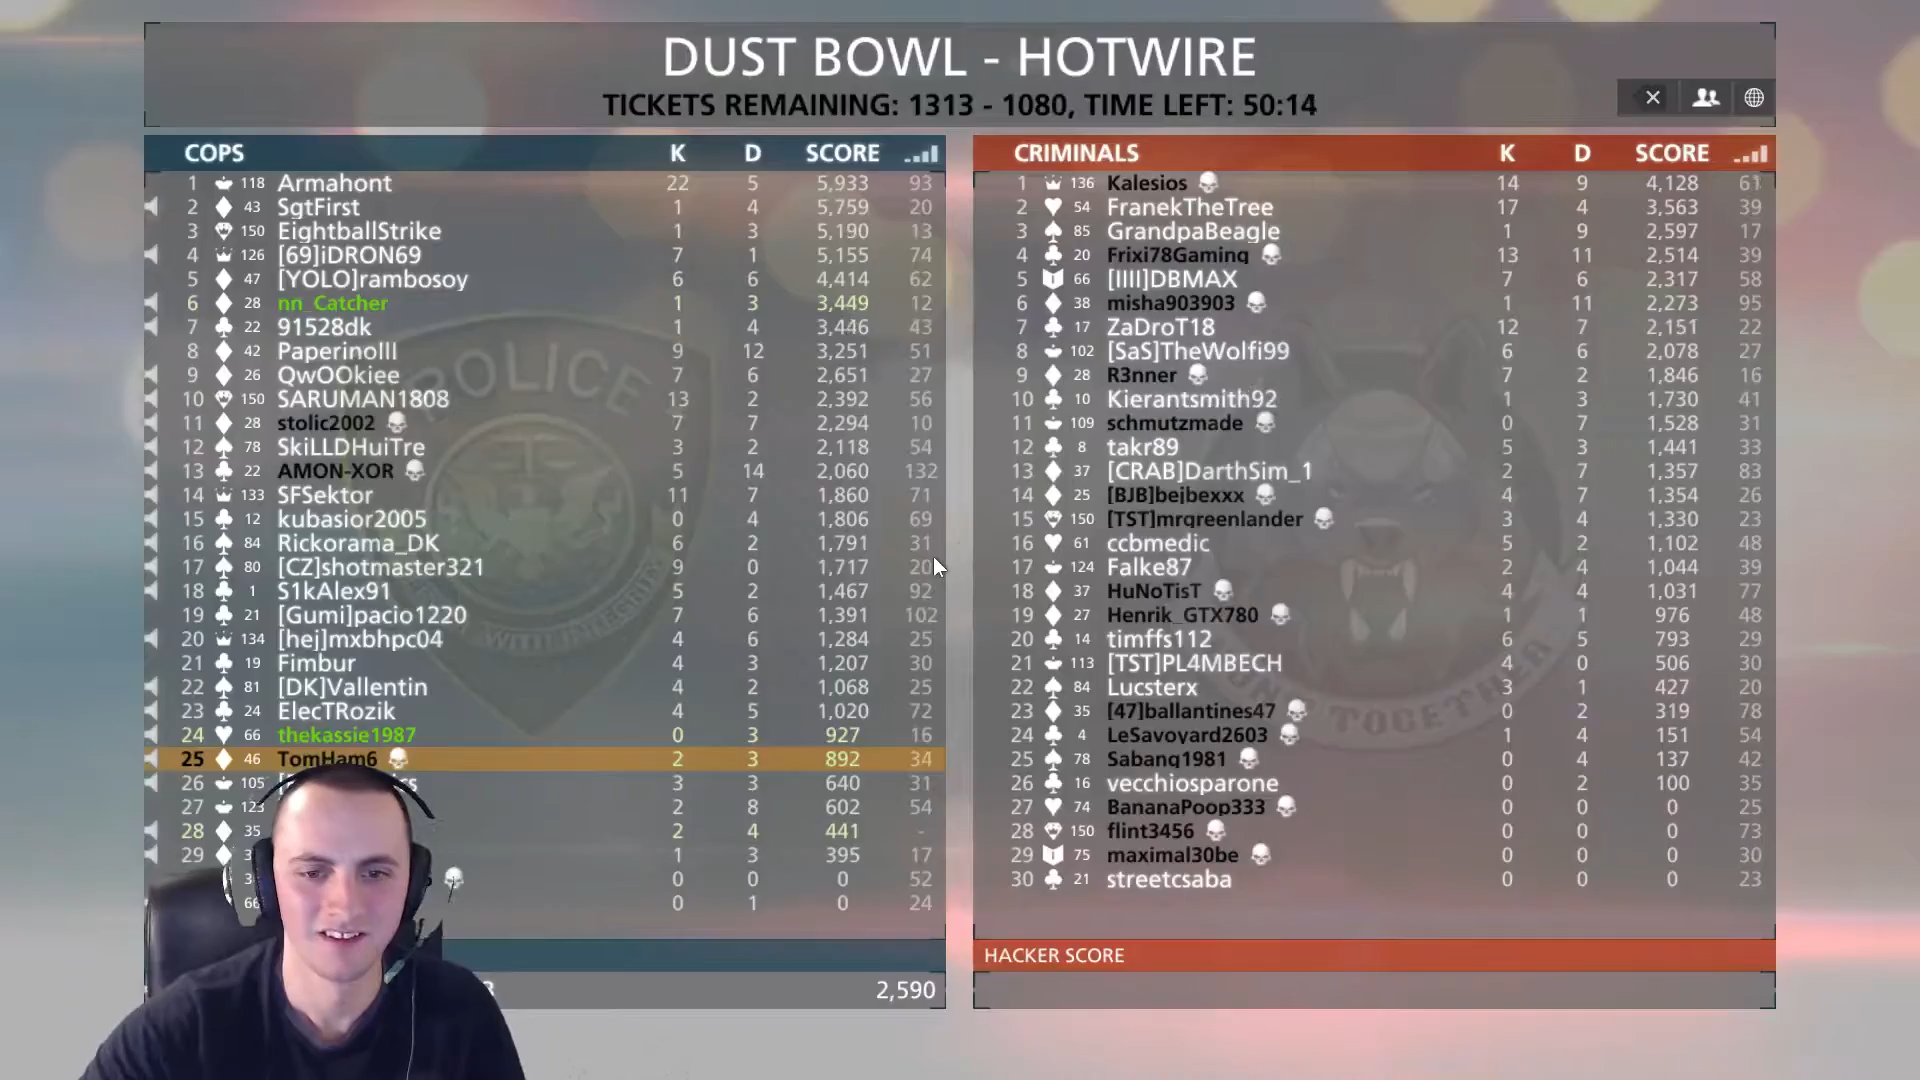 DUST BOWL - HOTWIRE
TICKETS REMAINING: 1313 - 1080, TIME LEFT: 50:14
COPS K D SCORE
1 118 Armahont 22 5 5,933 93
2 43 SgtFirst 1 4 5,759 20
3 150 EightballStrike 1 3 5,190 13
4 126 [69]iDRON69 7 1 5,155 74
5 47 [YOLO]rambosoy 6 6 4,414 62
6 28 nn_Catcher 1 3 3,449 12
7 22 91528dk 1 4 3,446 43
8 42 Paperinolll 9 12 3,251 51
9 26 QwOOkiee 7 6 2,651 27
10 150 SARUMAN1808 13 2 2,392 56
11 28 stolic2002 7 7 2,294 10
12 78 SkiLLDHuiTre 3 2 2,118 54
13 22 AMON-XOR 5 14 2,060 132
14 133 SFSektor 11 7 1,860 71
15 12 kubasior2005 0 4 1,806 69
16 84 Rickorama_DK 6 2 1,791 31
17 80 [CZ]shotmaster321 9 0 1,717 20
18 1 S1kAlex91 5 2 1,467 92
19 21 [Gumi]pacio1220 7 6 1,391 102
20 134 [hej]mxbhpc04 4 6 1,284 25
21 19 Fimbur 4 3 1,207 30
22 81 [DK]Vallentin 4 2 1,068 25
23 24 ElecTRozik 4 5 1,020 72
24 66 thekassie1987 0 3 927 16
25 46 TomHam6 2 3 892 34
26 105 3 3 640 31
27 123 2 8 602 54
28 35 2 4 441 -
29 1 3 395 17
0 0 0 52
66 0 1 0 24
2,590
CRIMINALS K D SCORE
1 136 Kalesios 14 9 4,128 61
2 54 FranekTheTree 17 4 3,563 39
3 85 GrandpaBeagle 1 9 2,597 17
4 20 Frixi78Gaming 13 11 2,514 39
5 66 [IIII]DBMAX 7 6 2,317 58
6 38 misha903903 1 11 2,273 95
7 17 ZaDroT18 12 7 2,151 22
8 102 [SaS]TheWolfi99 6 6 2,078 27
9 28 R3nner 7 2 1,846 16
10 10 Kierantsmith92 1 3 1,730 41
11 109 schmutzmade 0 7 1,528 31
12 8 takr89 5 3 1,441 33
13 37 [CRAB]DarthSim_1 2 7 1,357 83
14 25 [BJB]bejbexxx 4 7 1,354 26
15 150 [TST]mrgreenlander 3 4 1,330 23
16 61 ccbmedic 5 2 1,102 48
17 124 Falke87 2 4 1,044 39
18 37 HuNoTisT 4 4 1,031 77
19 27 Henrik_GTX780 1 1 976 48
20 14 timffs112 6 5 793 29
21 113 [TST]PL4MBECH 4 0 506 30
22 84 Lucsterx 3 1 427 20
23 35 [47]ballantines47 0 2 319 78
24 4 LeSavoyard2603 1 4 151 54
25 78 Sabang1981 0 4 137 42
26 16 vecchiosparone 0 2 100 35
27 74 BananaPoop333 0 0 0 25
28 150 flint3456 0 0 0 73
29 75 maximal30be 0 0 0 30
30 21 streetcsaba 0 0 0 23
HACKER SCORE
POLICE
WITH INTEGRITY
TOGETHER